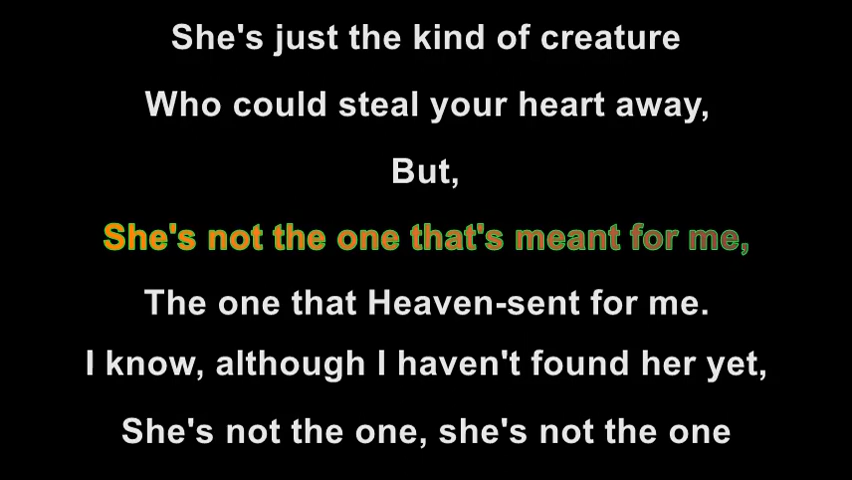 She's just the kind of creature
Who could steal your heart away,
But,
She's not the one that's meant for me,
The one that Heaven-sent for me.
I know, although I haven't found her yet,
She's not the one, she's not the one